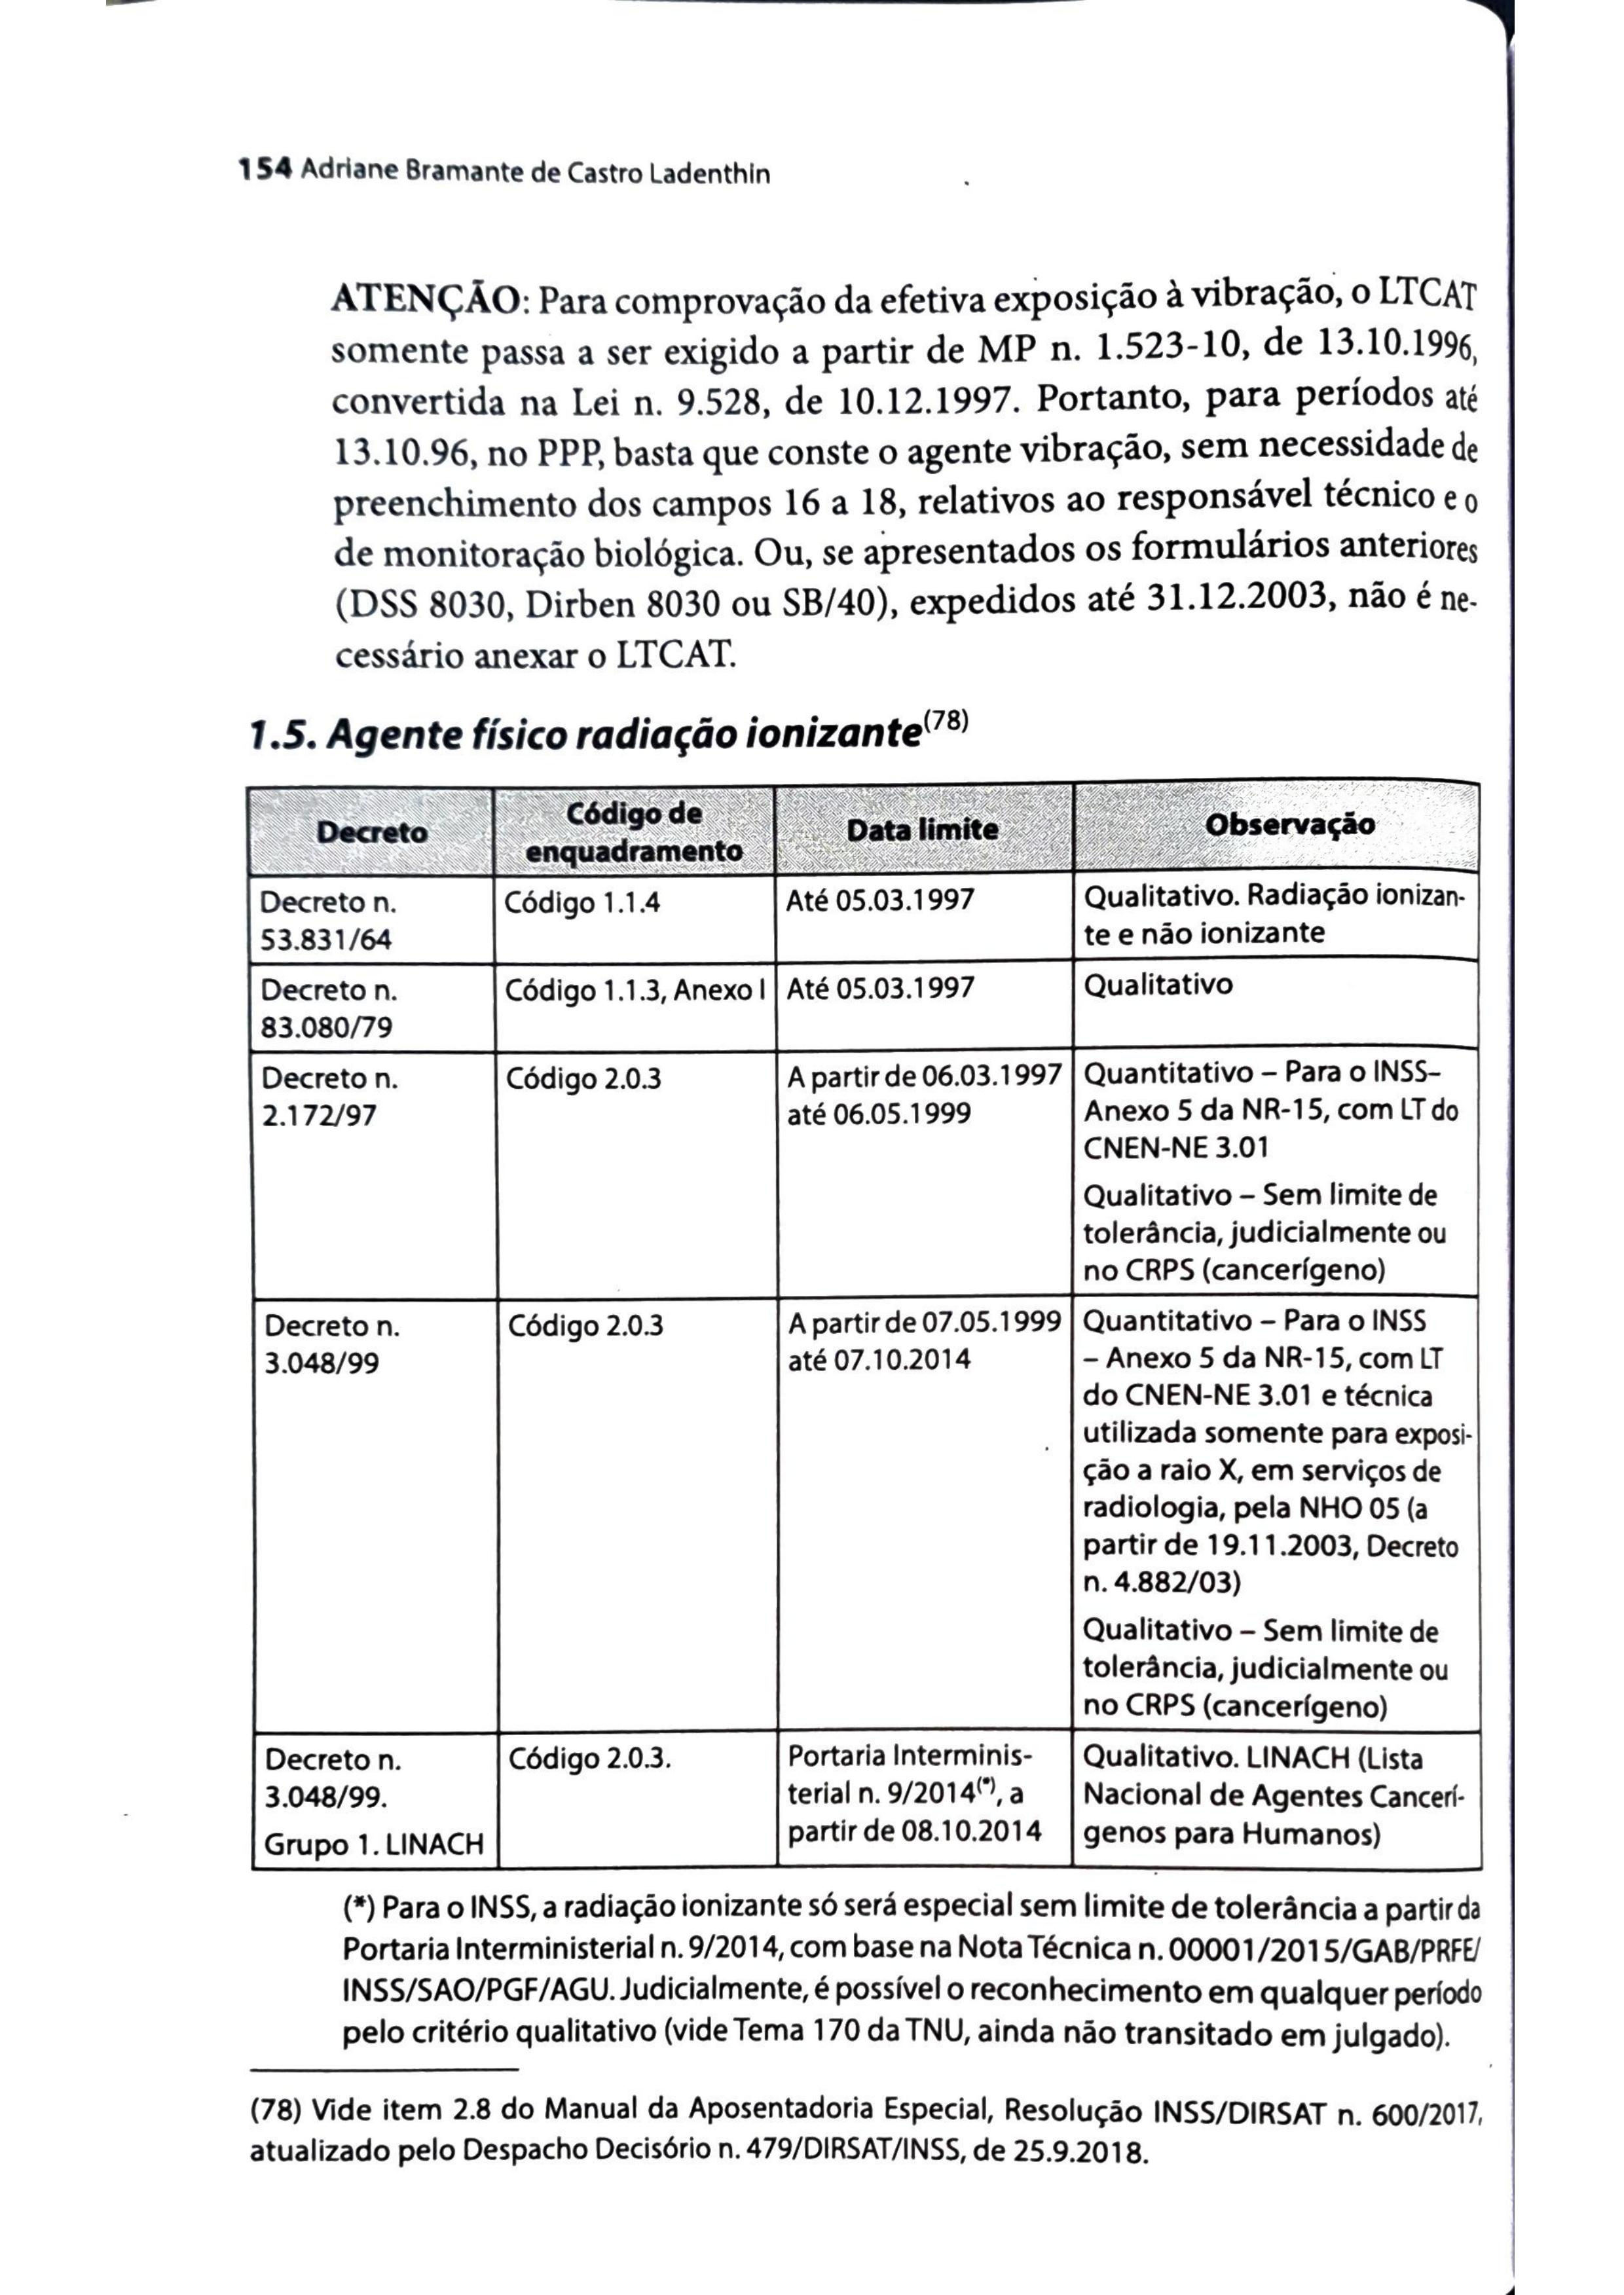 154 Adriane Bramante de Castro Ladenthin
ATENÇÃO: Para comprovação da efetiva exposição à vibração, o LTCAT
somente passa a ser exigido a partir de MP n. 1.523-10, de 13.10.1996,
convertida na Lei n. 9.528, de 10.12.1997. Portanto, para períodos até
13.10.96, no PPP, basta que conste o agente vibração, sem necessidade de
preenchimento dos campos 16 a 18, relativos ao responsável técnico e o
de monitoração biológica. Ou, se apresentados os formulários anteriores
(DSS 8030, Dirben 8030 ou SB/40), expedidos até 31.12.2003, não é ne-
cessário anexar o LTCAT.
1.5. Agente físico radiação ionizante(78)
Decreto
Código de
enquadramento
Data limite
Observação
Decreto n.
53.831/64
Código 1.1.4
Até 05.03.1997
Qualitativo. Radiação ionizan-
te e não ionizante
Decreto n.
83.080/79
Código 1.1.3, Anexo I
Até 05.03.1997
Qualitativo
Decreto n.
2.172/97
Código 2.0.3
A partir de 06.03.1997
até 06.05.1999
Quantitativo – Para o INSS–
Anexo 5 da NR-15, com LT do
CNEN-NE 3.01
Qualitativo – Sem limite de
tolerância, judicialmente ou
no CRPS (cancerígeno)
Decreto n.
3.048/99
Código 2.0.3
A partir de 07.05.1999
até 07.10.2014
Quantitativo – Para o INSS
– Anexo 5 da NR-15, com LT
do CNEN-NE 3.01 e técnica
utilizada somente para exposi-
ção a raio X, em serviços de
radiologia, pela NHO 05 (a
partir de 19.11.2003, Decreto
n. 4.882/03)
Qualitativo – Sem limite de
tolerância, judicialmente ou
no CRPS (cancerígeno)
Decreto n.
3.048/99.
Grupo 1. LINACH
Código 2.0.3.
Portaria Interminis-
terial n. 9/2014(*), a
partir de 08.10.2014
Qualitativo. LINACH (Lista
Nacional de Agentes Cancerí-
genos para Humanos)
(*) Para o INSS, a radiação ionizante só será especial sem limite de tolerância a partir da
Portaria Interministerial n. 9/2014, com base na Nota Técnica n. 00001/2015/GAB/PRFE/
INSS/SAO/PGF/AGU. Judicialmente, é possível o reconhecimento em qualquer período
pelo critério qualitativo (vide Tema 170 da TNU, ainda não transitado em julgado).
(78) Vide item 2.8 do Manual da Aposentadoria Especial, Resolução INSS/DIRSAT n. 600/2017,
atualizado pelo Despacho Decisório n. 479/DIRSAT/INSS, de 25.9.2018.